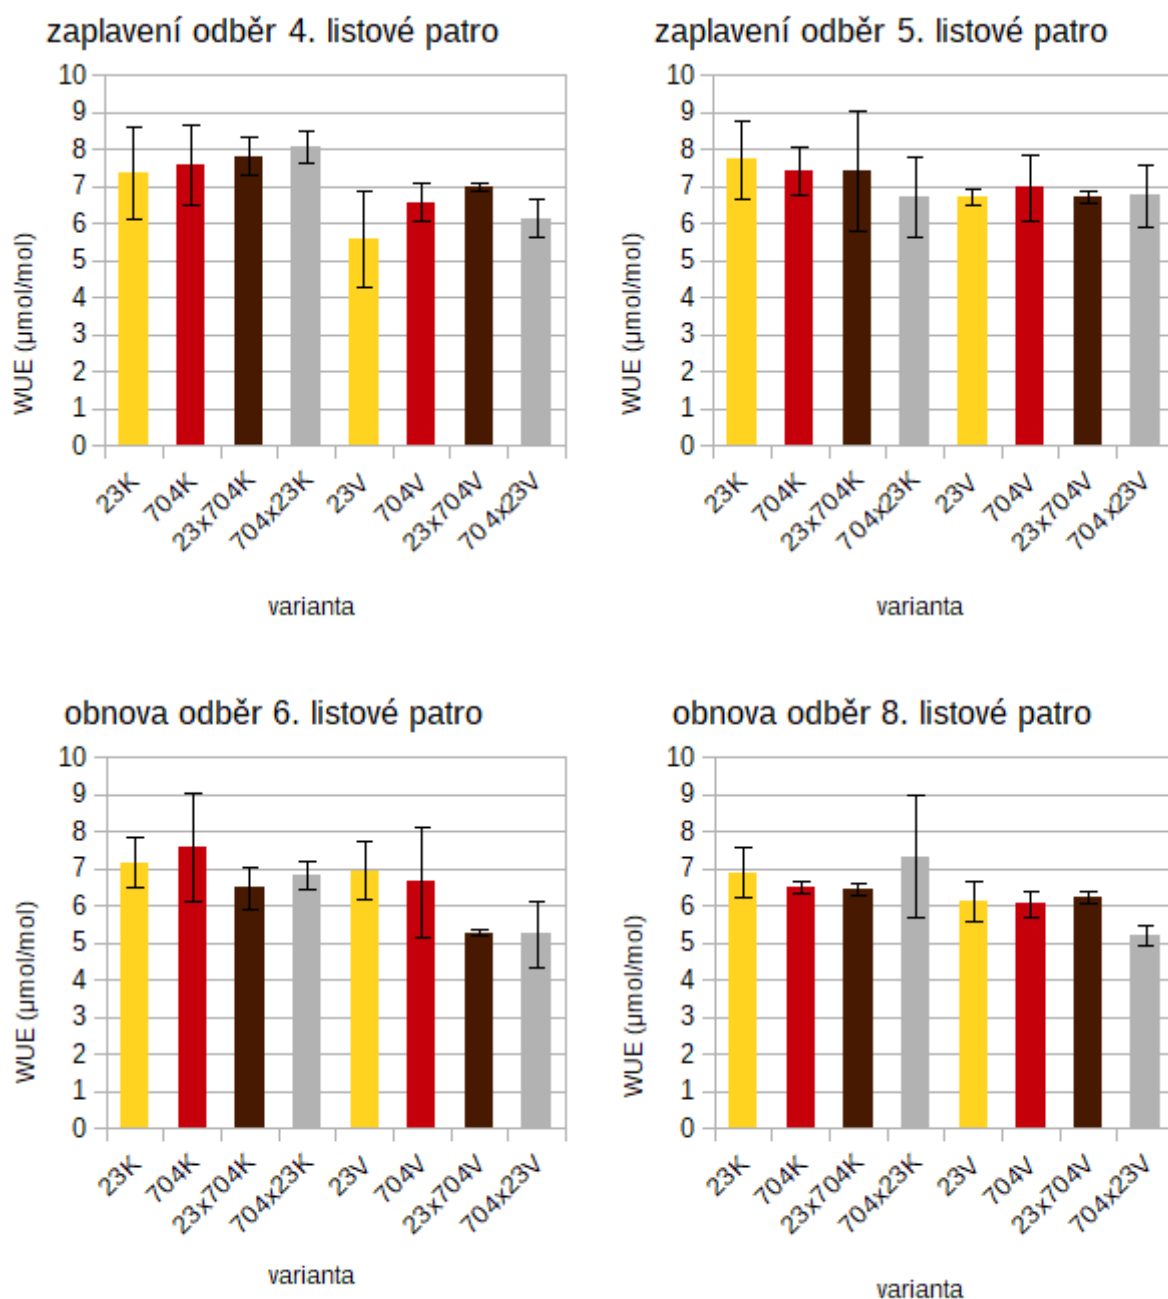 zaplavení odběr 4. listové patro
10
9
8
7
6
5
4
3
2
1
0
WUE (µmol/mol)
23K
704K
23x704K
704x23K
23V
704V
23x704V
704x23V
varianta
zaplavení odběr 5. listové patro
10
9
8
7
6
5
4
3
2
1
0
WUE (µmol/mol)
23K
704K
23x704K
704x23K
23V
704V
23x704V
704x23V
varianta
obnova odběr 6. listové patro
10
9
8
7
6
5
4
3
2
1
0
WUE (µmol/mol)
23K
704K
23x704K
704x23K
23V
704V
23x704V
704x23V
varianta
obnova odběr 8. listové patro
10
9
8
7
6
5
4
3
2
1
0
WUE (µmol/mol)
23K
704K
23x704K
704x23K
23V
704V
23x704V
704x23V
varianta